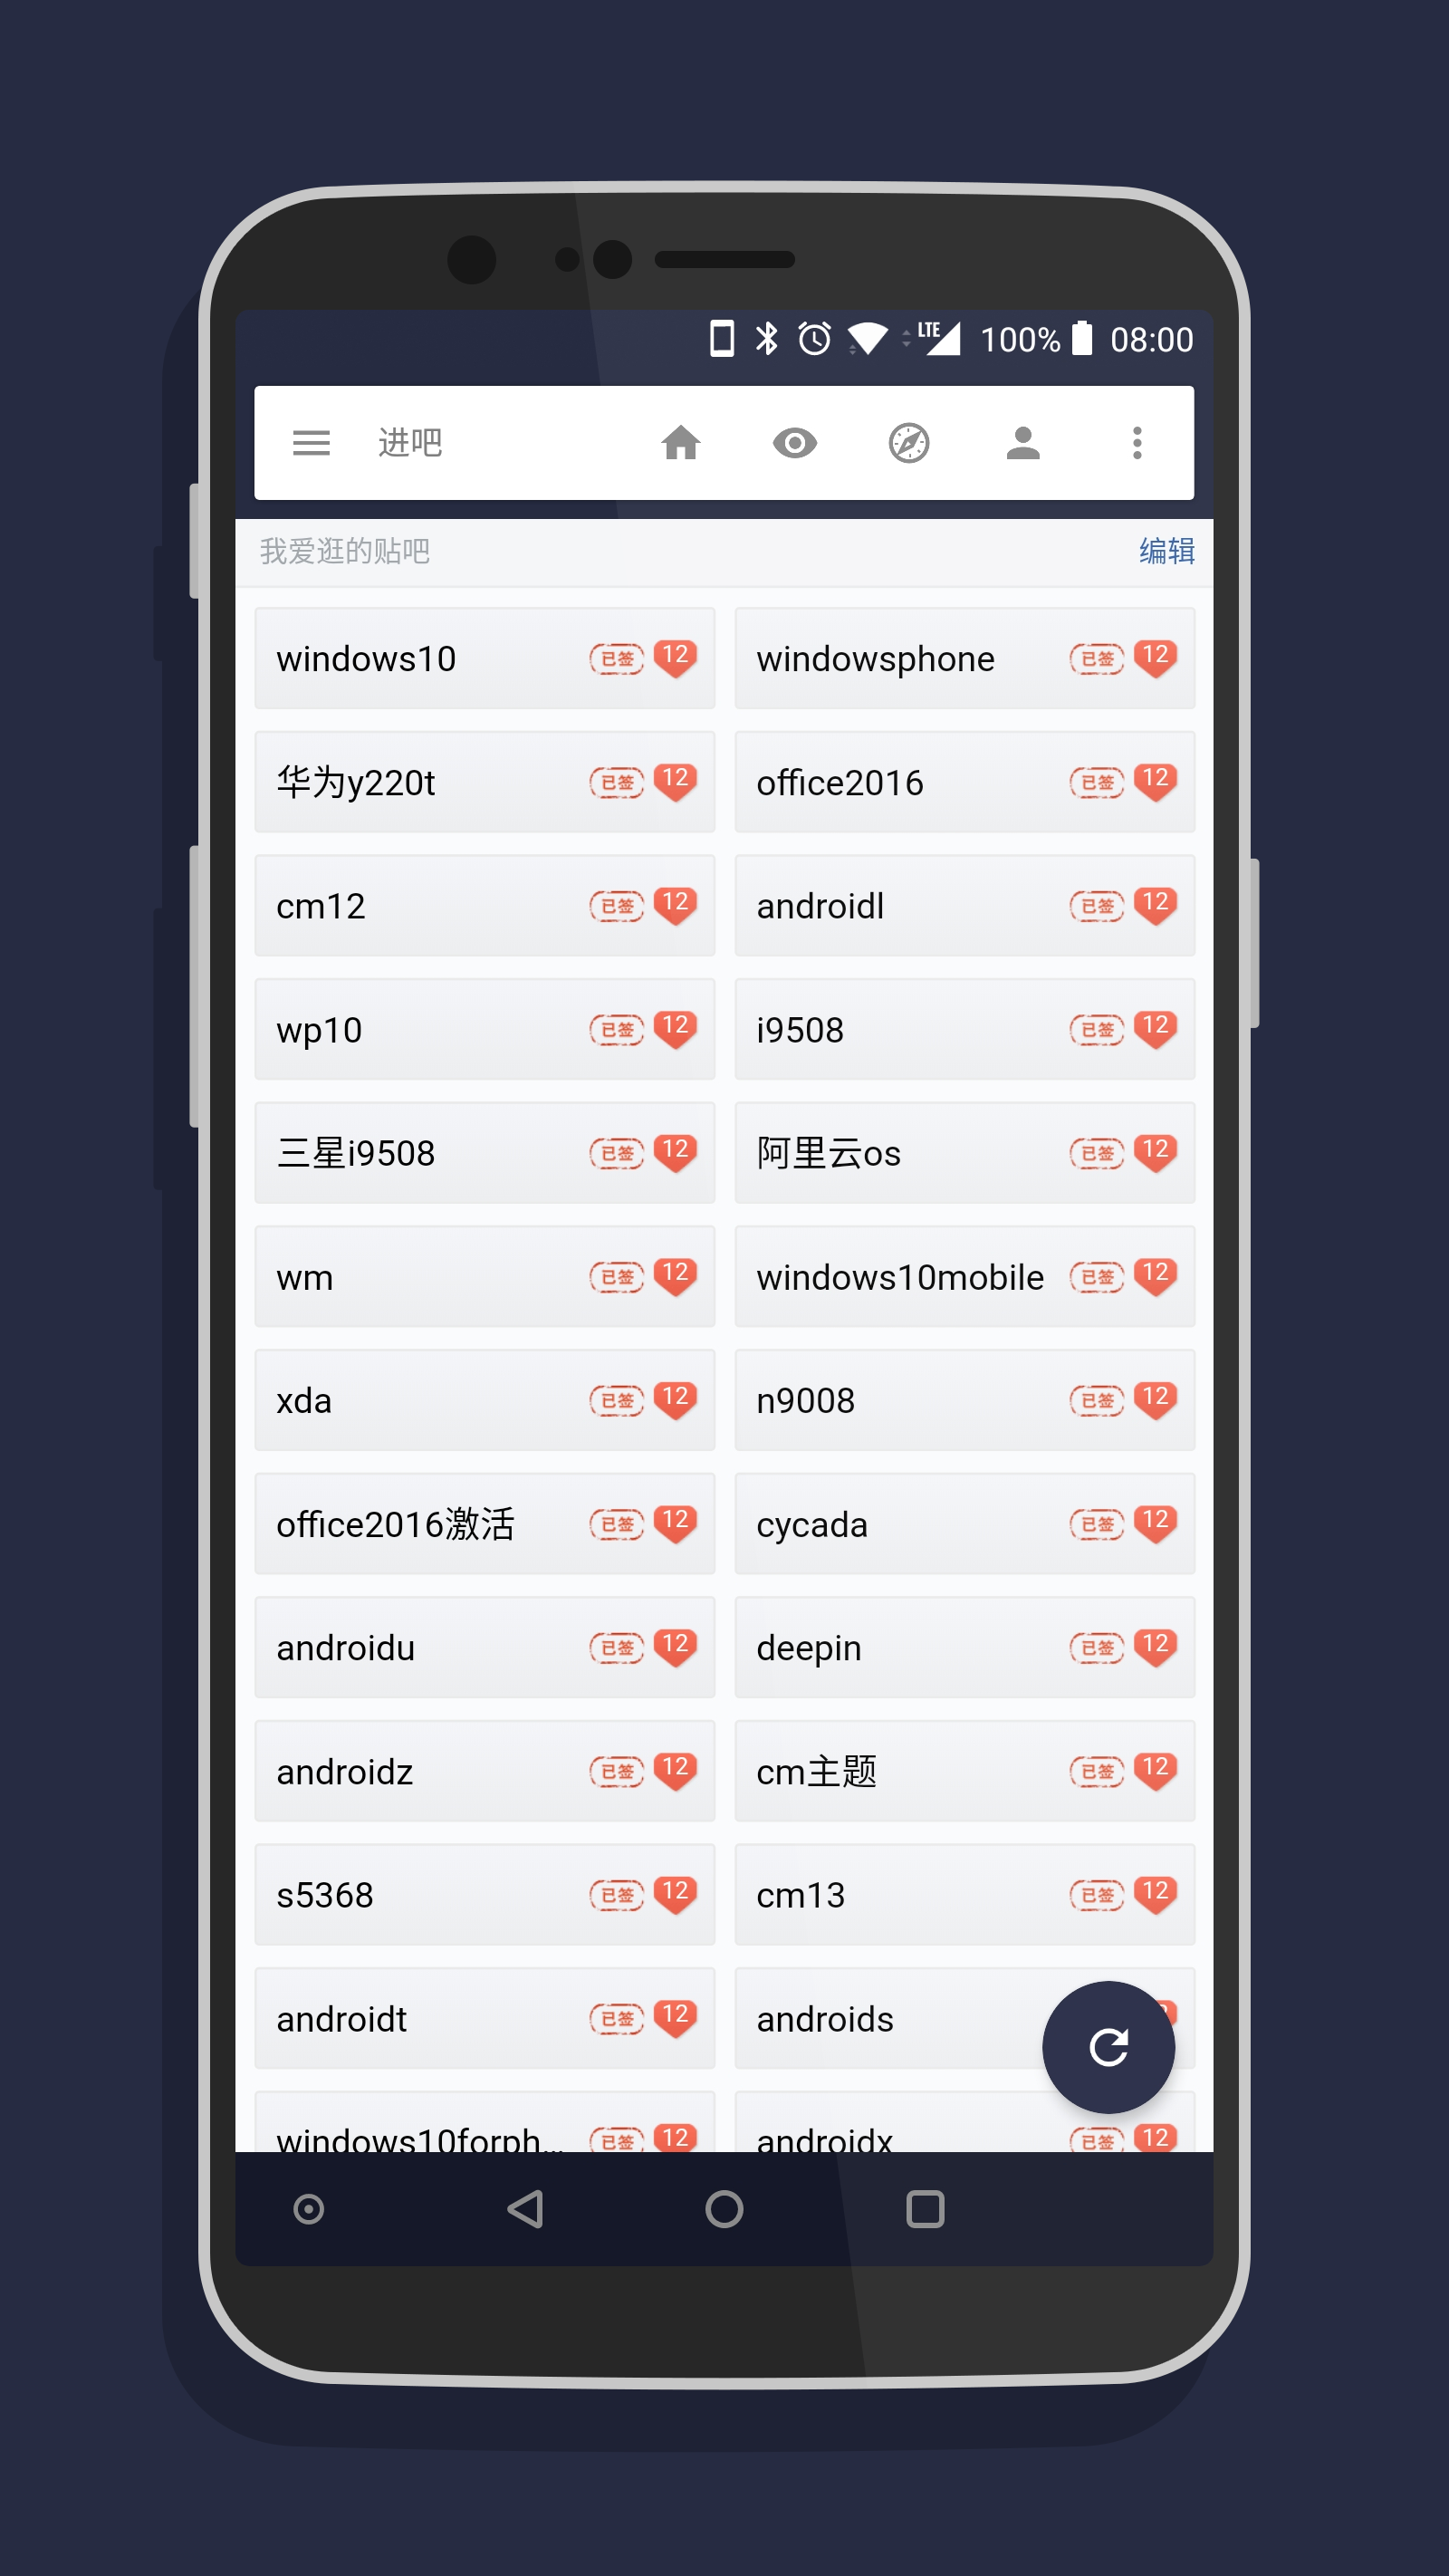 LTE 100% 08:00
进吧
我爱逛的贴吧 编辑
windows10 已签 12 windowsphone 已签 12
华为y220t 已签 12 office2016 已签 12
cm12 已签 12 androidl 已签 12
wp10 已签 12 i9508 已签 12
三星i9508 已签 12 阿里云os 已签 12
wm 已签 12 windows10mobile 已签 12
xda 已签 12 n9008 已签 12
office2016激活 已签 12 cycada 已签 12
androidu 已签 12 deepin 已签 12
androidz 已签 12 cm主题 已签 12
s5368 已签 12 cm13 已签 12
androidt 已签 12 androids
windows10forph... 已签 12 androidx 已签 12